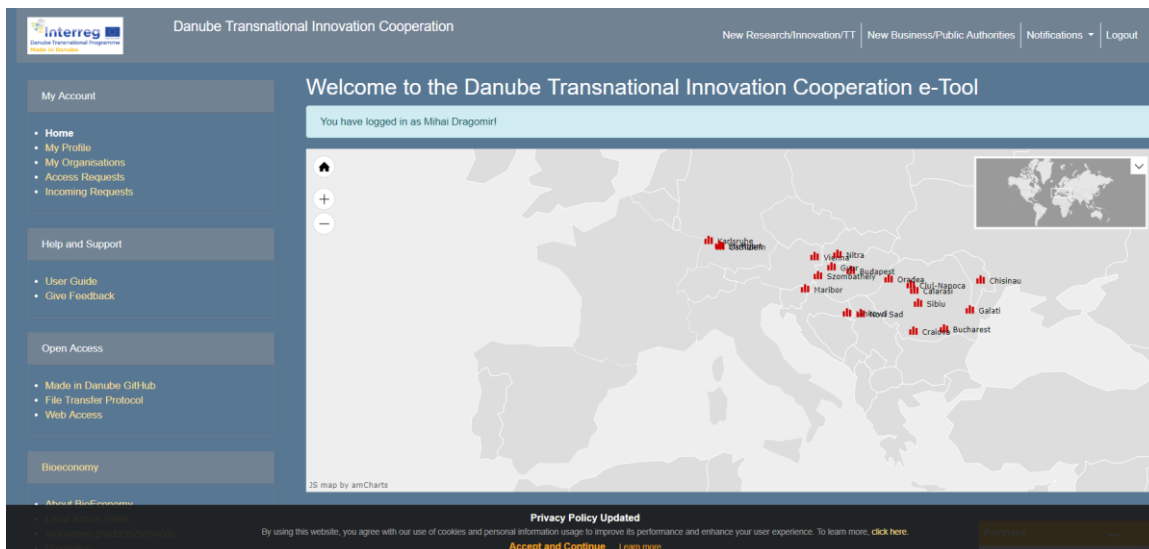 Interreg
Danube Transnational Programme
Made in Danube
Danube Transnational Innovation Cooperation
New Research/Innovation/TT
New Business/Public Authorities
Notifications
Logout
My Account
Home
My Profile
My Organisations
Access Requests
Incoming Requests
Help and Support
User Guide
Give Feedback
Open Access
Made in Danube GitHub
File Transfer Protocol
Web Access
Bioeconomy
About BioEconomy
Welcome to the Danube Transnational Innovation Cooperation e-Tool
You have logged in as Mihai Dragomir!
Karlsruhe
Vienna
Nitra
Gyor
Budapest
Szombathely
Maribor
Oradea
Cluj-Napoca
Calarasi
Chisinau
Sibiu
Galati
Novi Sad
Craiova
Bucharest
JS map by amCharts
Privacy Policy Updated
By using this website, you agree with our use of cookies and personal information usage to improve its performance and enhance your user experience. To learn more, click here.
Accept and Continue
Learn more
Partners